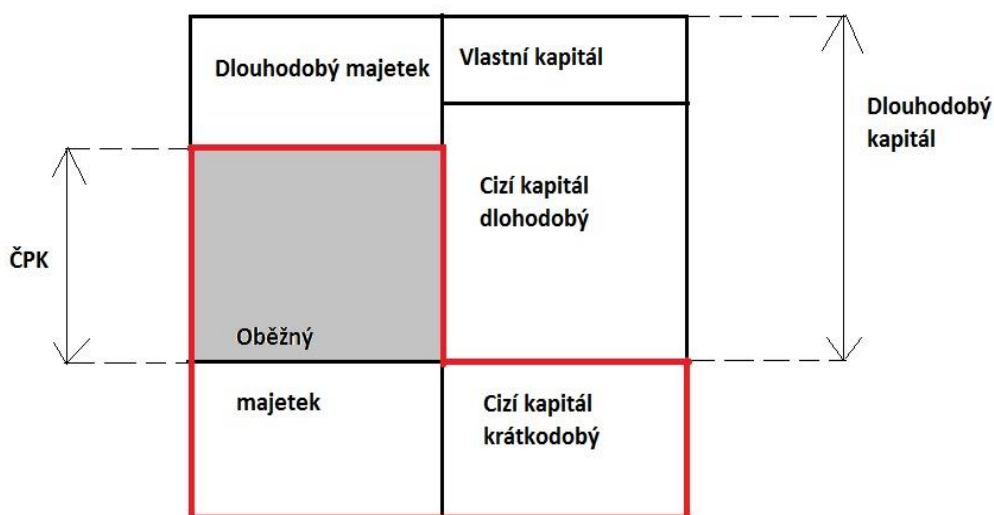 Dlouhodobý majetek
Vlastní kapitál
Dlouhodobý
kapitál
Cizí kapitál
dlohodobý
ČPK
Oběžný
majetek
Cizí kapitál
krátkodobý